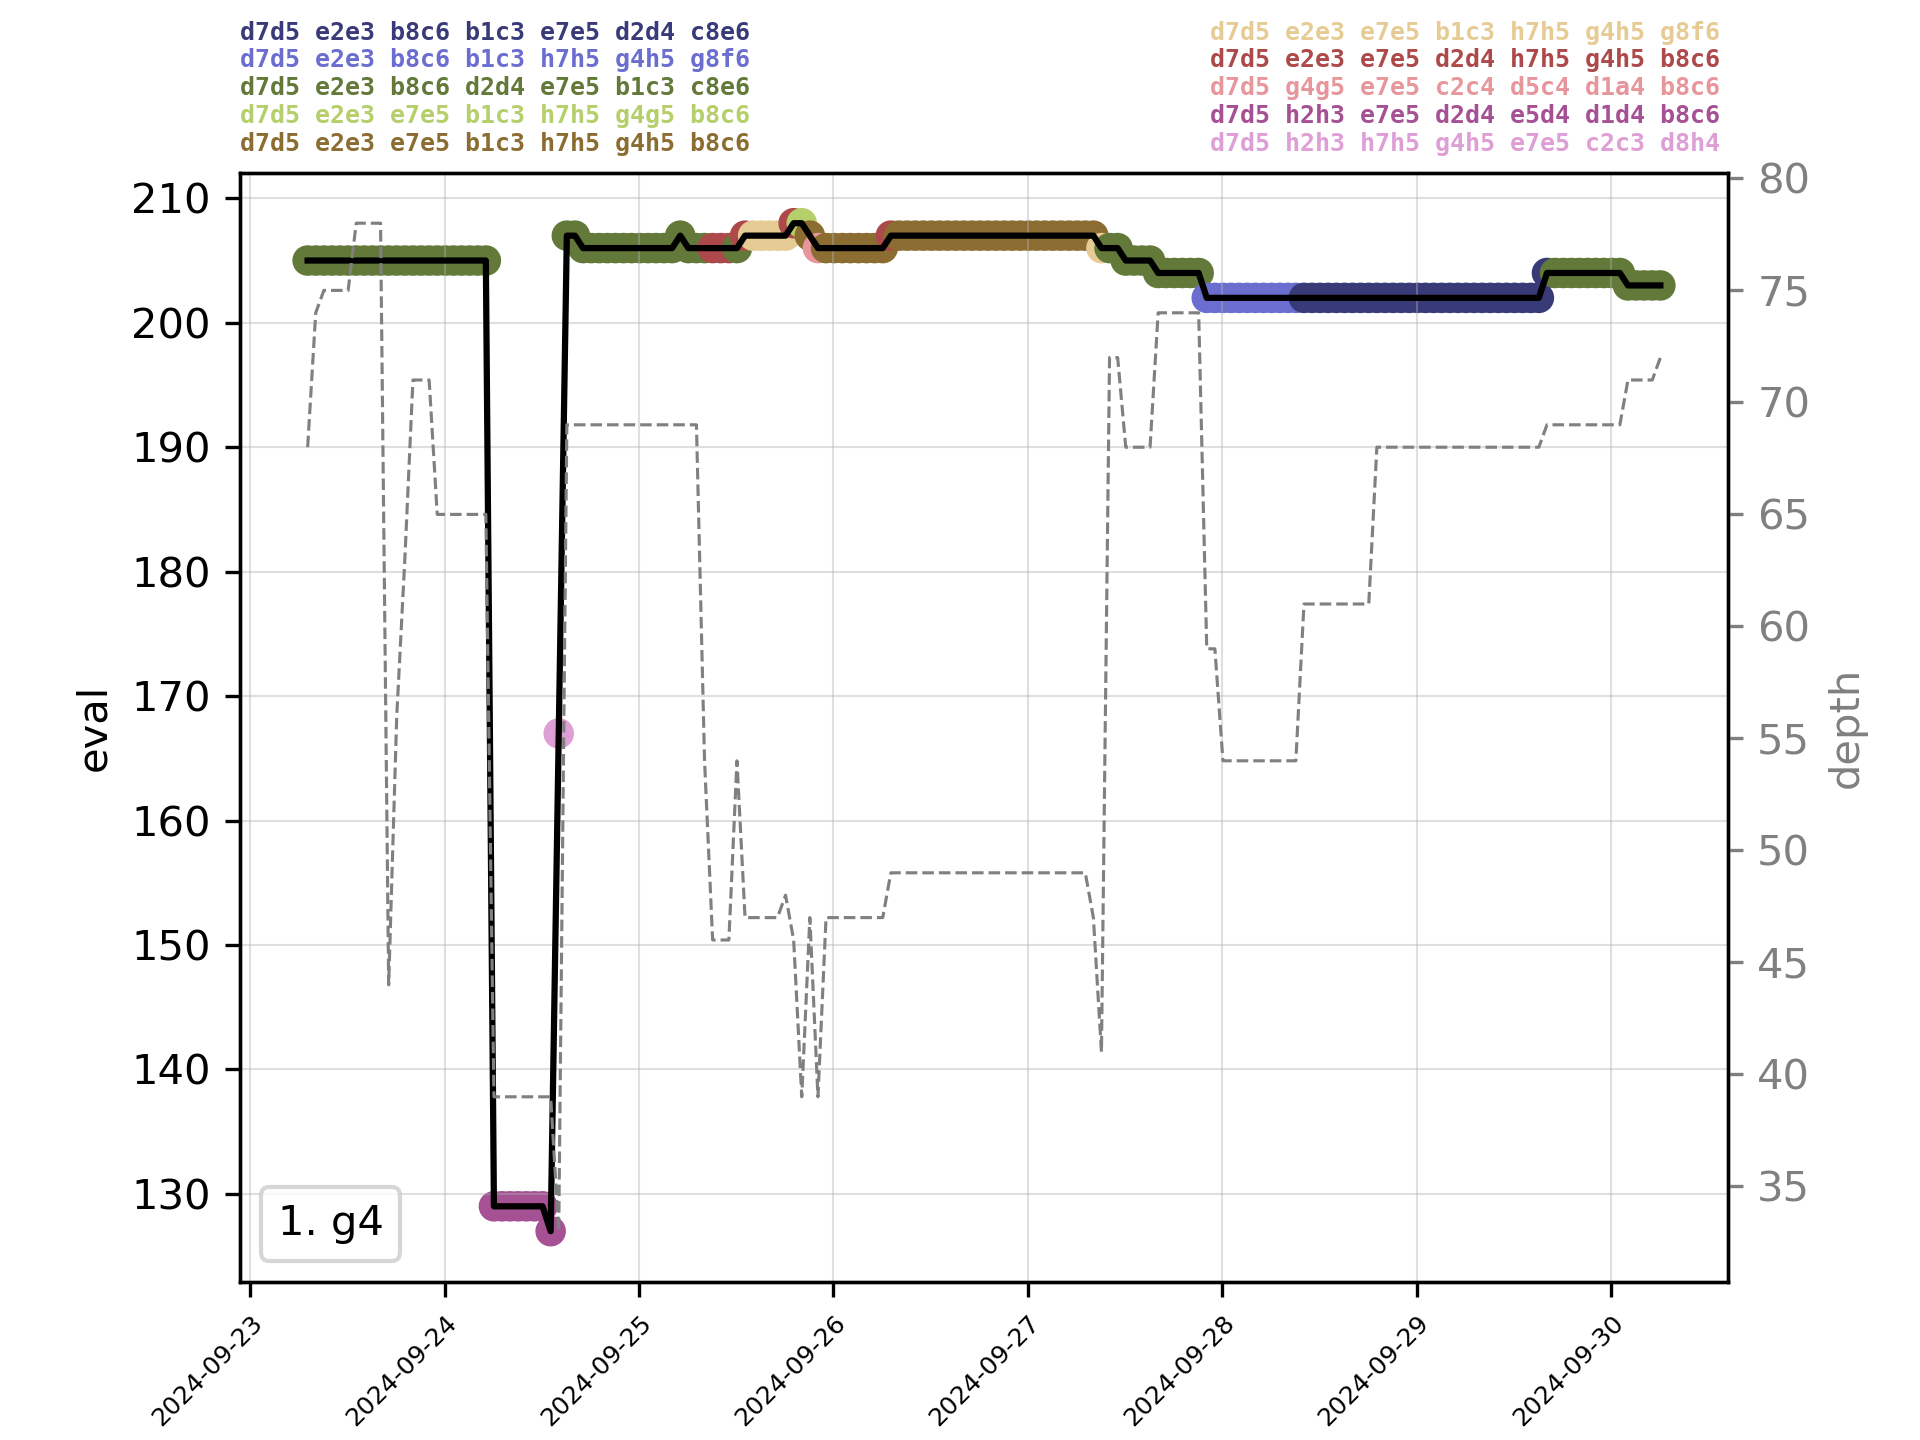 d7d5 e2e3 b8c6 b1c3 e7e5 d2d4 c8e6
d7d5 e2e3 b8c6 b1c3 h7h5 g4h5 g8f6
d7d5 e2e3 b8c6 d2d4 e7e5 b1c3 c8e6
d7d5 e2e3 e7e5 b1c3 h7h5 g4g5 b8c6
d7d5 e2e3 e7e5 b1c3 h7h5 g4h5 b8c6
d7d5 e2e3 e7e5 b1c3 h7h5 g4h5 g8f6
d7d5 e2e3 e7e5 d2d4 h7h5 g4h5 b8c6
d7d5 g4g5 e7e5 c2c4 d5c4 d1a4 b8c6
d7d5 h2h3 e7e5 d2d4 e5d4 d1d4 b8c6
d7d5 h2h3 h7h5 g4h5 e7e5 c2c3 d8h4
210
200
190
180
170
160
150
140
130
eval
80
75
70
65
60
55
50
45
40
35
depth
1. g4
2024-09-23
2024-09-24
2024-09-25
2024-09-26
2024-09-27
2024-09-28
2024-09-29
2024-09-30